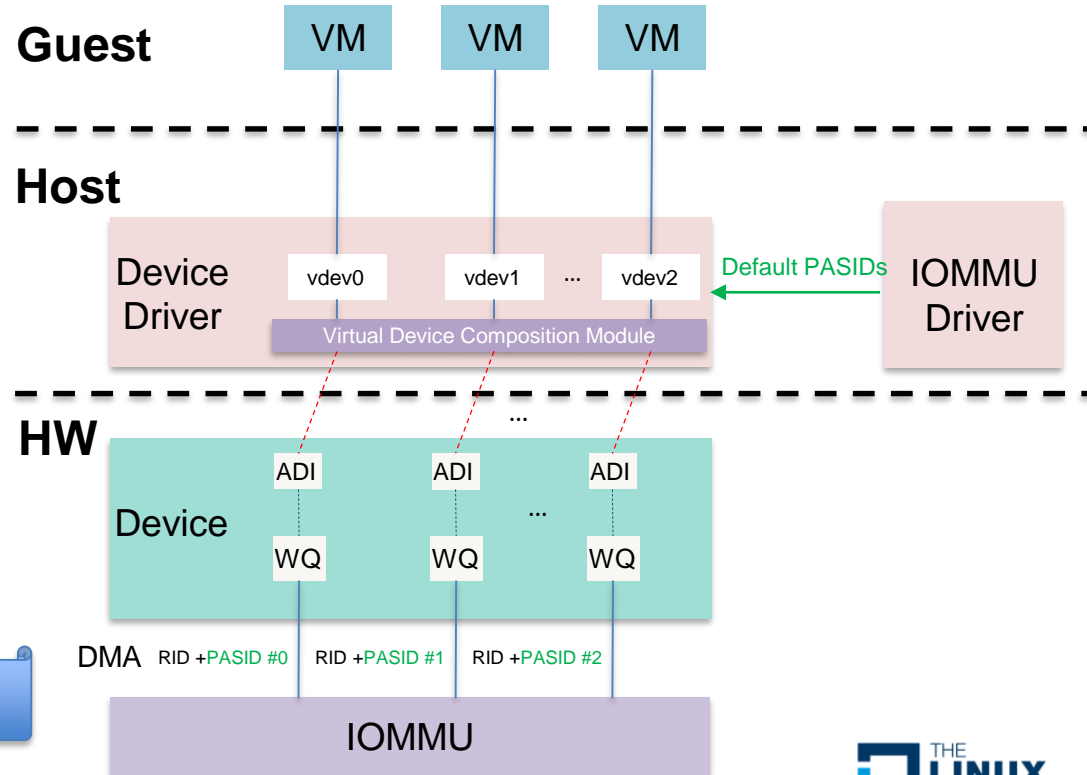 Guest
VM
VM
VM
Host
Device
Driver
vdev0
vdev1
...
vdev2
Virtual Device Composition Module
Default PASIDs
IOMMU
Driver
HW
...
Device
ADI
ADI
ADI
...
WQ
WQ
WQ
DMA
RID +PASID #0
RID +PASID #1
RID +PASID #2
IOMMU
THE
LINUX